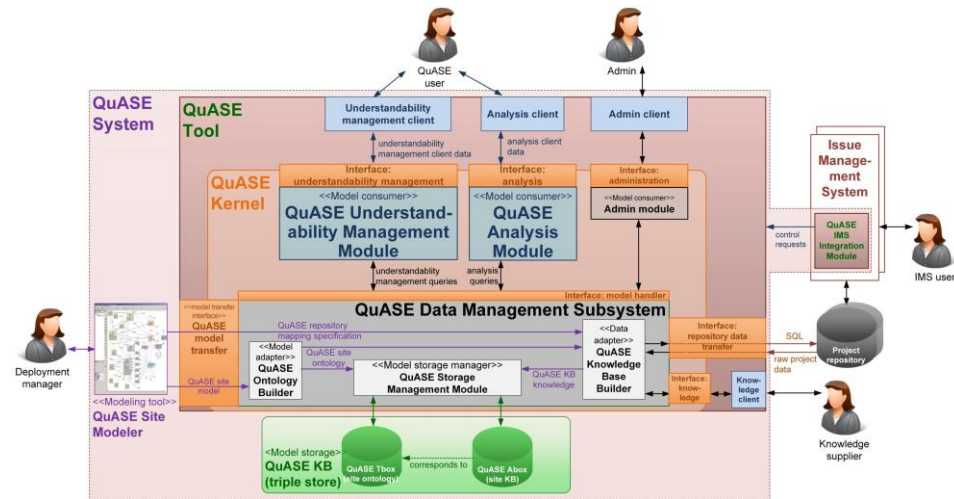 QuASE
user
Admin
QuASE
System
QuASE
Tool
Understandability
management client
Analysis client
Admin client
understandability
management client data
analysis client
data
Issue
Manage-
ment
System
QuASE
Kernel
Interface:
understandability management
Interface:
analysis
Interface:
administration
<<Model consumer>>
QuASE Understand-
ability Management
Module
<<Model consumer>>
QuASE
Analysis
Module
<<Model consumer>>
Admin module
QuASE
IMS
Integration
Module
control
requests
IMS user
understandability
management queries
analysis
queries
Interface: model handler
QuASE Data Management Subsystem
<<model transfer
interface>>
QuASE
model
transfer
QuASE repository
mapping specification
<<Model
adapter>>
QuASE
Ontology
Builder
QuASE site
ontology
<<Model storage manager>>
QuASE Storage
Management Module
QuASE KB
knowledge
<<Data
adapter>>
QuASE
Knowledge
Base
Builder
Interface:
repository data
transfer
SQL
raw project
data
Project
repository
Deployment
manager
QuASE site
model
<<Modeling tool>>
QuASE Site
Modeler
Interface:
know-
ledge
Know-
ledge
client
Knowledge
supplier
<Model storage>
QuASE KB
(triple store)
QuASE Tbox
(site ontology)
corresponds to
QuASE Abox
(site KB)